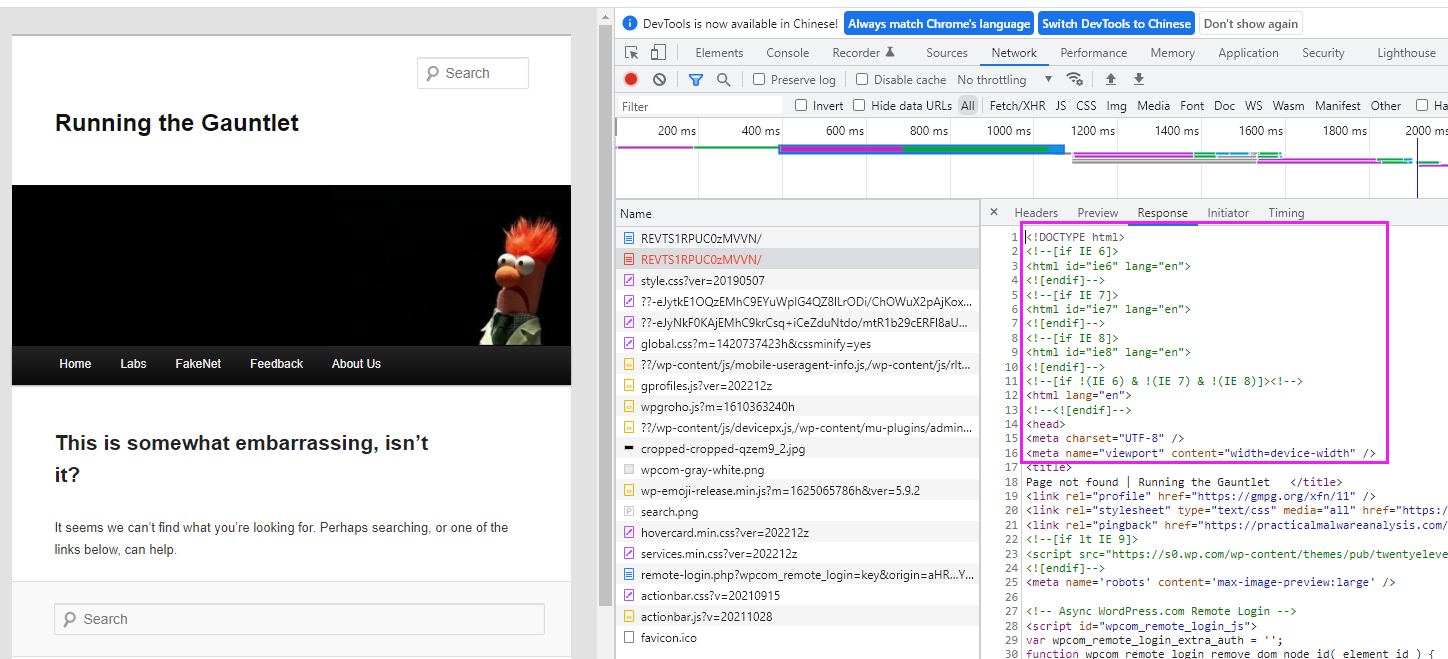 DevTools is now available in Chinese! Always match Chrome's language Switch DevTools to Chinese Don't show again
Elements Console Recorder Sources Network Performance Memory Application Security Lighthouse
Preserve log Disable cache No throttling
Filter Invert Hide data URLs All Fetch/XHR JS CSS Img Media Font Doc WS Wasm Manifest Other Ha
200 ms 400 ms 600 ms 800 ms 1000 ms 1200 ms 1400 ms 1600 ms 1800 ms 2000 ms
Search
Running the Gauntlet
Home Labs FakeNet Feedback About Us
This is somewhat embarrassing, isn’t
it?
It seems we can’t find what you’re looking for. Perhaps searching, or one of the
links below, can help.
Search
Name
REVTS1RPUC0zMVVN/
REVTS1RPUC0zMVVN/
style.css?ver=20190507
??-eJytkE1OQzEMhC9EYuWpIG4QZ8ILrODi/ChOWuX2pAjKox...
??-eJyNkF0KAjEMhC9krCsq+iCeZduNtdo/mtR1b29cERFI8aU...
global.css?m=1420737423h&cssminify=yes
??/wp-content/js/mobile-useragent-info.js,/wp-content/js/rlt...
gprofiles.js?ver=202212z
wpgroho.js?m=1610363240h
??/wp-content/js/devicepx.js,/wp-content/mu-plugins/admin...
cropped-cropped-qzem9_2.jpg
wpcom-gray-white.png
wp-emoji-release.min.js?m=1625065786h&ver=5.9.2
search.png
hovercard.min.css?ver=202212z
services.min.css?ver=202212z
remote-login.php?wpcom_remote_login=key&origin=aHR...Y...
actionbar.css?v=20210915
actionbar.js?v=20211028
favicon.ico
× Headers Preview Response Initiator Timing
1 <!DOCTYPE html>
2 <!--[if IE 6]>
3 <html id="ie6" lang="en">
4 <![endif]-->
5 <!--[if IE 7]>
6 <html id="ie7" lang="en">
7 <![endif]-->
8 <!--[if IE 8]>
9 <html id="ie8" lang="en">
10 <![endif]-->
11 <!--[if !(IE 6) & !(IE 7) & !(IE 8)]><!-->
12 <html lang="en">
13 <!--<![endif]-->
14 <head>
15 <meta charset="UTF-8" />
16 <meta name="viewport" content="width=device-width" />
17 <title>
18 Page not found | Running the Gauntlet </title>
19 <link rel="profile" href="https://gmpg.org/xfn/11" />
20 <link rel="stylesheet" type="text/css" media="all" href="https:/
21 <link rel="pingback" href="https://practicalmalwareanalysis.com/
22 <!--[if lt IE 9]>
23 <script src="https://s0.wp.com/wp-content/themes/pub/twentyeleve
24 <![endif]-->
25 <meta name='robots' content='max-image-preview:large' />
26
27 <!-- Async WordPress.com Remote Login -->
28 <script id="wpcom_remote_login_js">
29 var wpcom_remote_login_extra_auth = '';
30 function wpcom_remote_login_remove_dom_node_id( element_id ) {